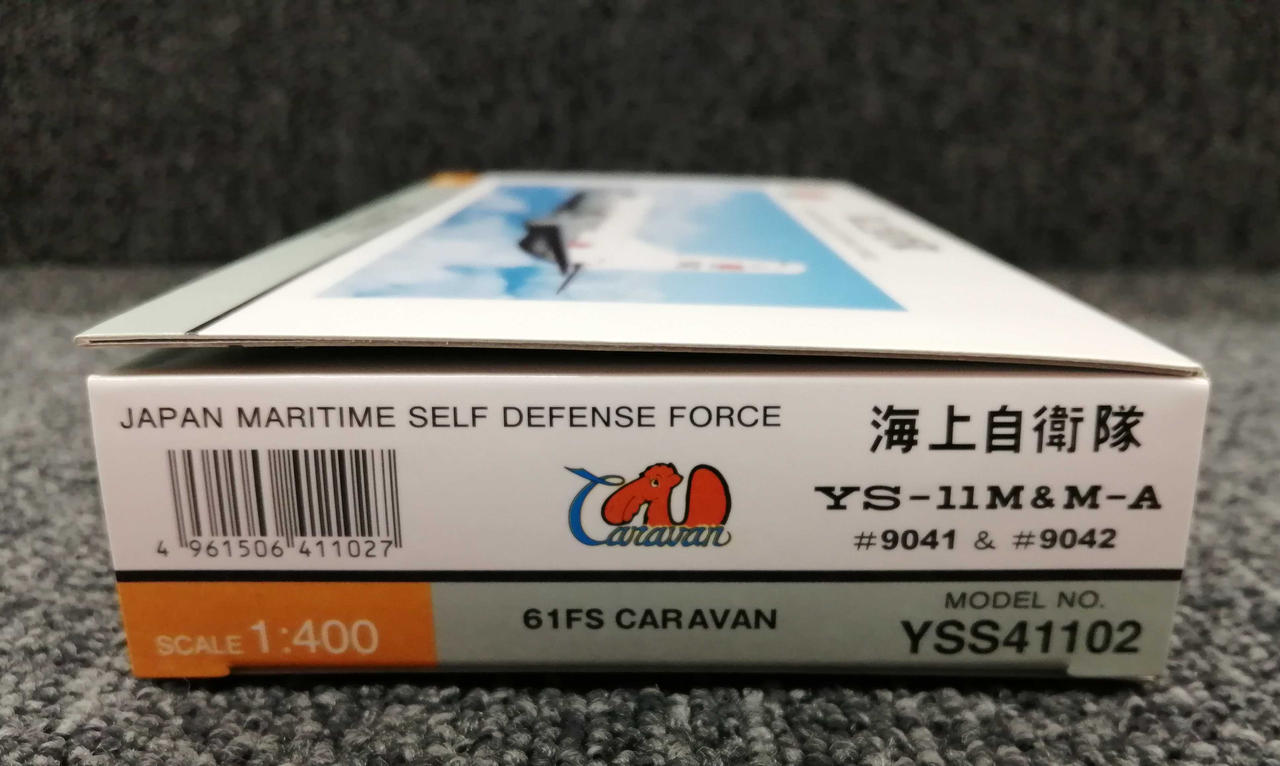 JAPAN MARITIME SELF DEFENSE FORCE
海上自衛隊
YS-11M&M-A
#9041 & #9042
Caravan
4 961506 411027
SCALE 1:400
61FS CARAVAN
MODEL NO.
YSS41102